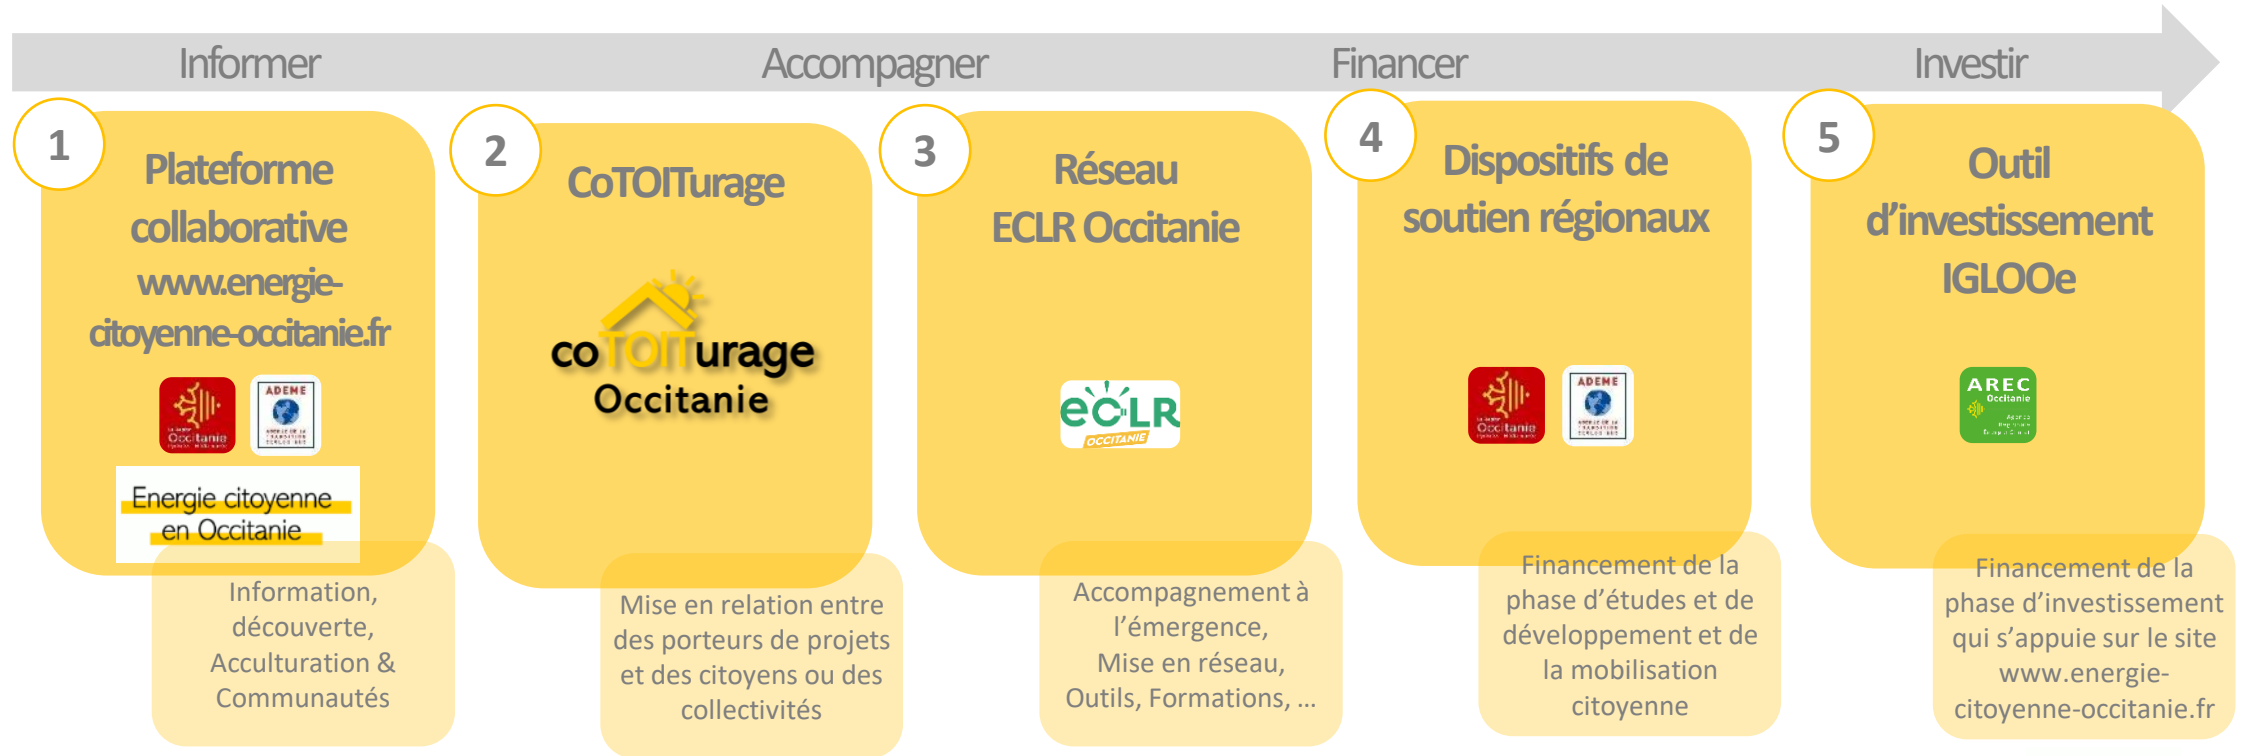 Informer
Accompagner
Financer
Investir
1
Plateforme
collaborative
www.energie-
citoyenne-occitanie.fr
Occitanie
ADEME
Energie citoyenne
en Occitanie
Information,
découverte,
Acculturation &
Communautés
2
CoTOITurage
coTOITurage
Occitanie
Mise en relation entre
des porteurs de projets
et des citoyens ou des
collectivités
3
Réseau
ECLR Occitanie
eCLR
OCCITANIE
Accompagnement à
l’émergence,
Mise en réseau,
Outils, Formations, ...
4
Dispositifs de
soutien régionaux
Occitanie
ADEME
Financement de la
phase d’études et de
développement et de
la mobilisation
citoyenne
5
Outil
d’investissement
IGLOOe
AREC
Occitanie
Financement de la
phase d’investissement
qui s’appuie sur le site
www.energie-
citoyenne-occitanie.fr